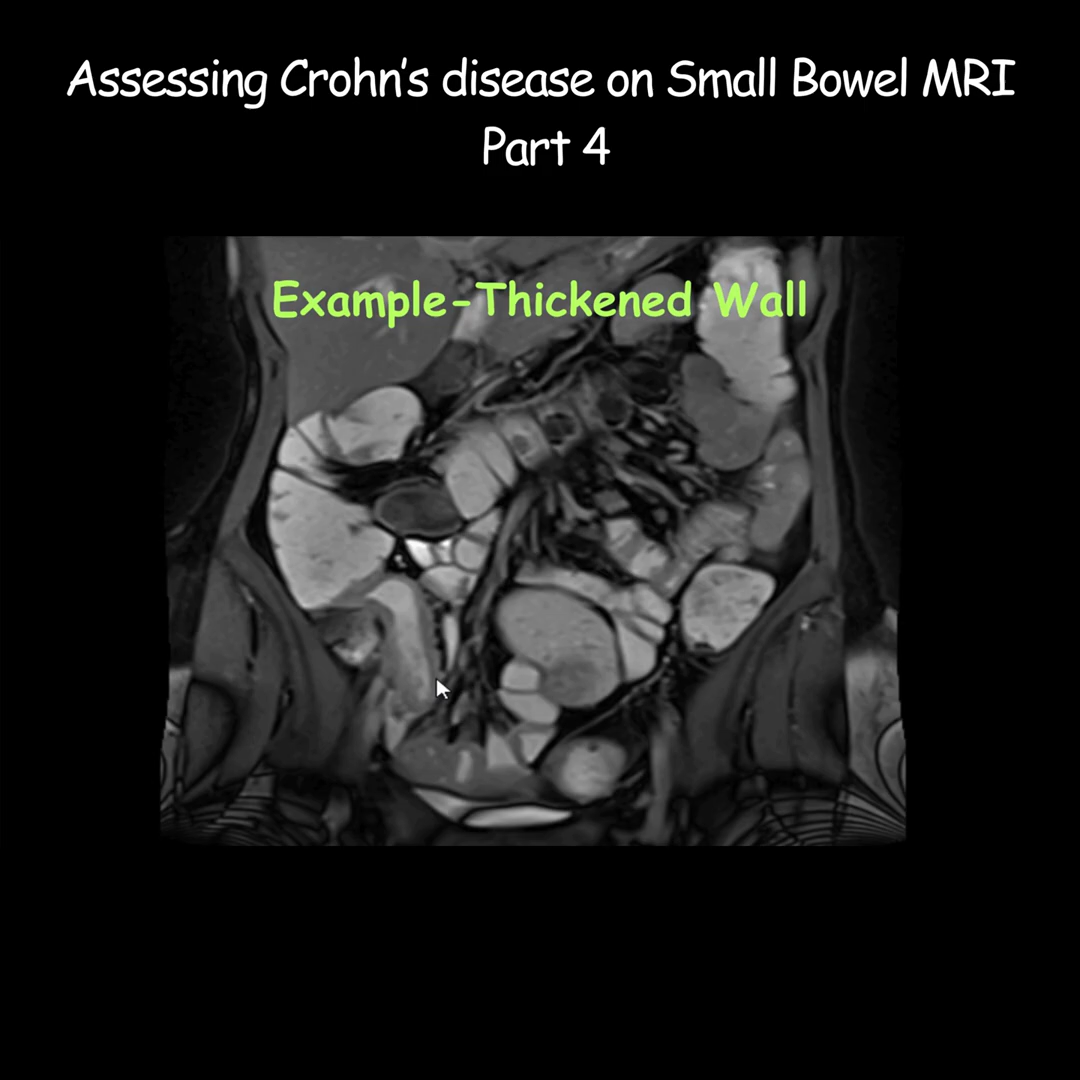 Assessing Crohn's disease on Small Bowel MRI
Part 4
Example-Thickened Wall